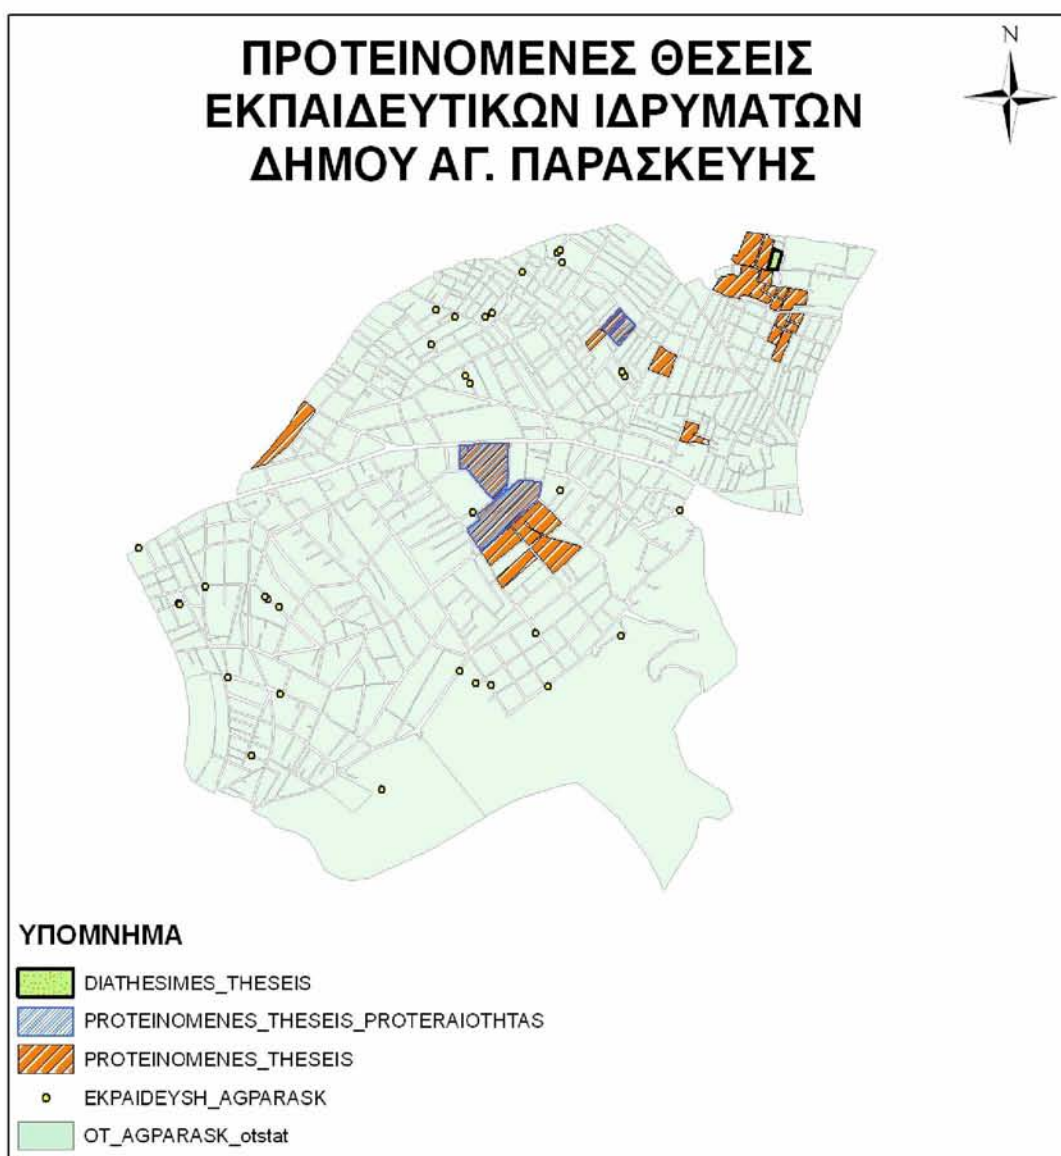 ΠΡΟΤΕΙΝΟΜΕΝΕΣ ΘΕΣΕΙΣ
ΕΚΠΑΙΔΕΥΤΙΚΩΝ ΙΔΡΥΜΑΤΩΝ
ΔΗΜΟΥ ΑΓ. ΠΑΡΑΣΚΕΥΗΣ
N
ΥΠΟΜΝΗΜΑ
DIATHESIMES_THESEIS
PROTEINOMENES_THESEIS_PROTERAIOTHTAS
PROTEINOMENES_THESEIS
EKPAIDEYSH_AGPARASK
OT_AGPARASK_otstat